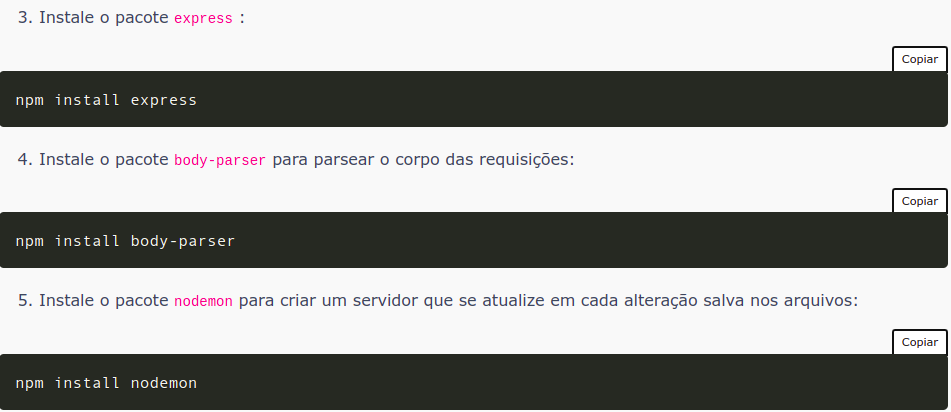 3. Instale o pacote express :
Copiar
npm install express
4. Instale o pacote body-parser para parsear o corpo das requisições:
Copiar
npm install body-parser
5. Instale o pacote nodemon para criar um servidor que se atualize em cada alteração salva nos arquivos:
Copiar
npm install nodemon